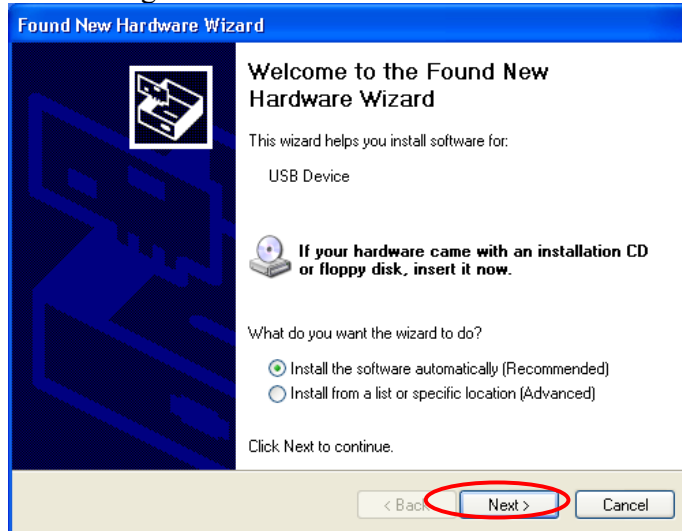 Found New Hardware Wizard
Welcome to the Found New
Hardware Wizard
This wizard helps you install software for:
USB Device
If your hardware came with an installation CD
or floppy disk, insert it now.
What do you want the wizard to do?
Install the software automatically (Recommended)
Install from a list or specific location (Advanced)
Click Next to continue.
< Back Next > Cancel